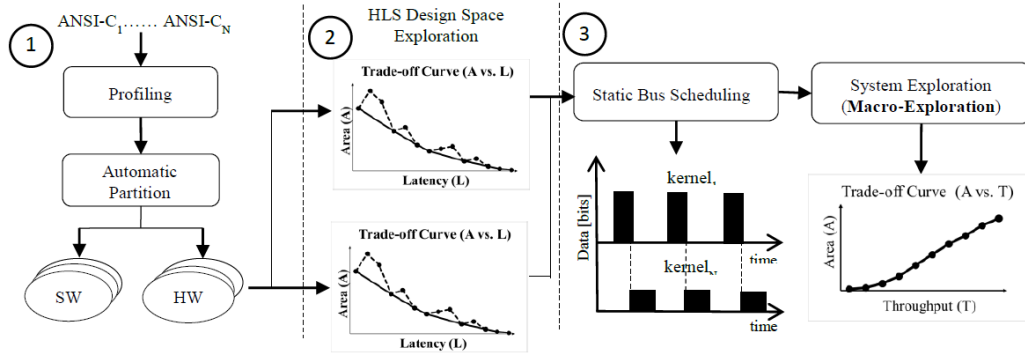 1
ANSI-C1...... ANSI-CN
Profiling
Automatic
Partition
SW
HW
2
HLS Design Space
Exploration
Trade-off Curve (A vs. L)
Area (A)
Latency (L)
Trade-off Curve (A vs. L)
Area (A)
Latency (L)
3
Static Bus Scheduling
System Exploration
(Macro-Exploration)
Data [bits]
kernel
time
kernelN
time
Trade-off Curve (A vs. T)
Area (A)
Throughput (T)